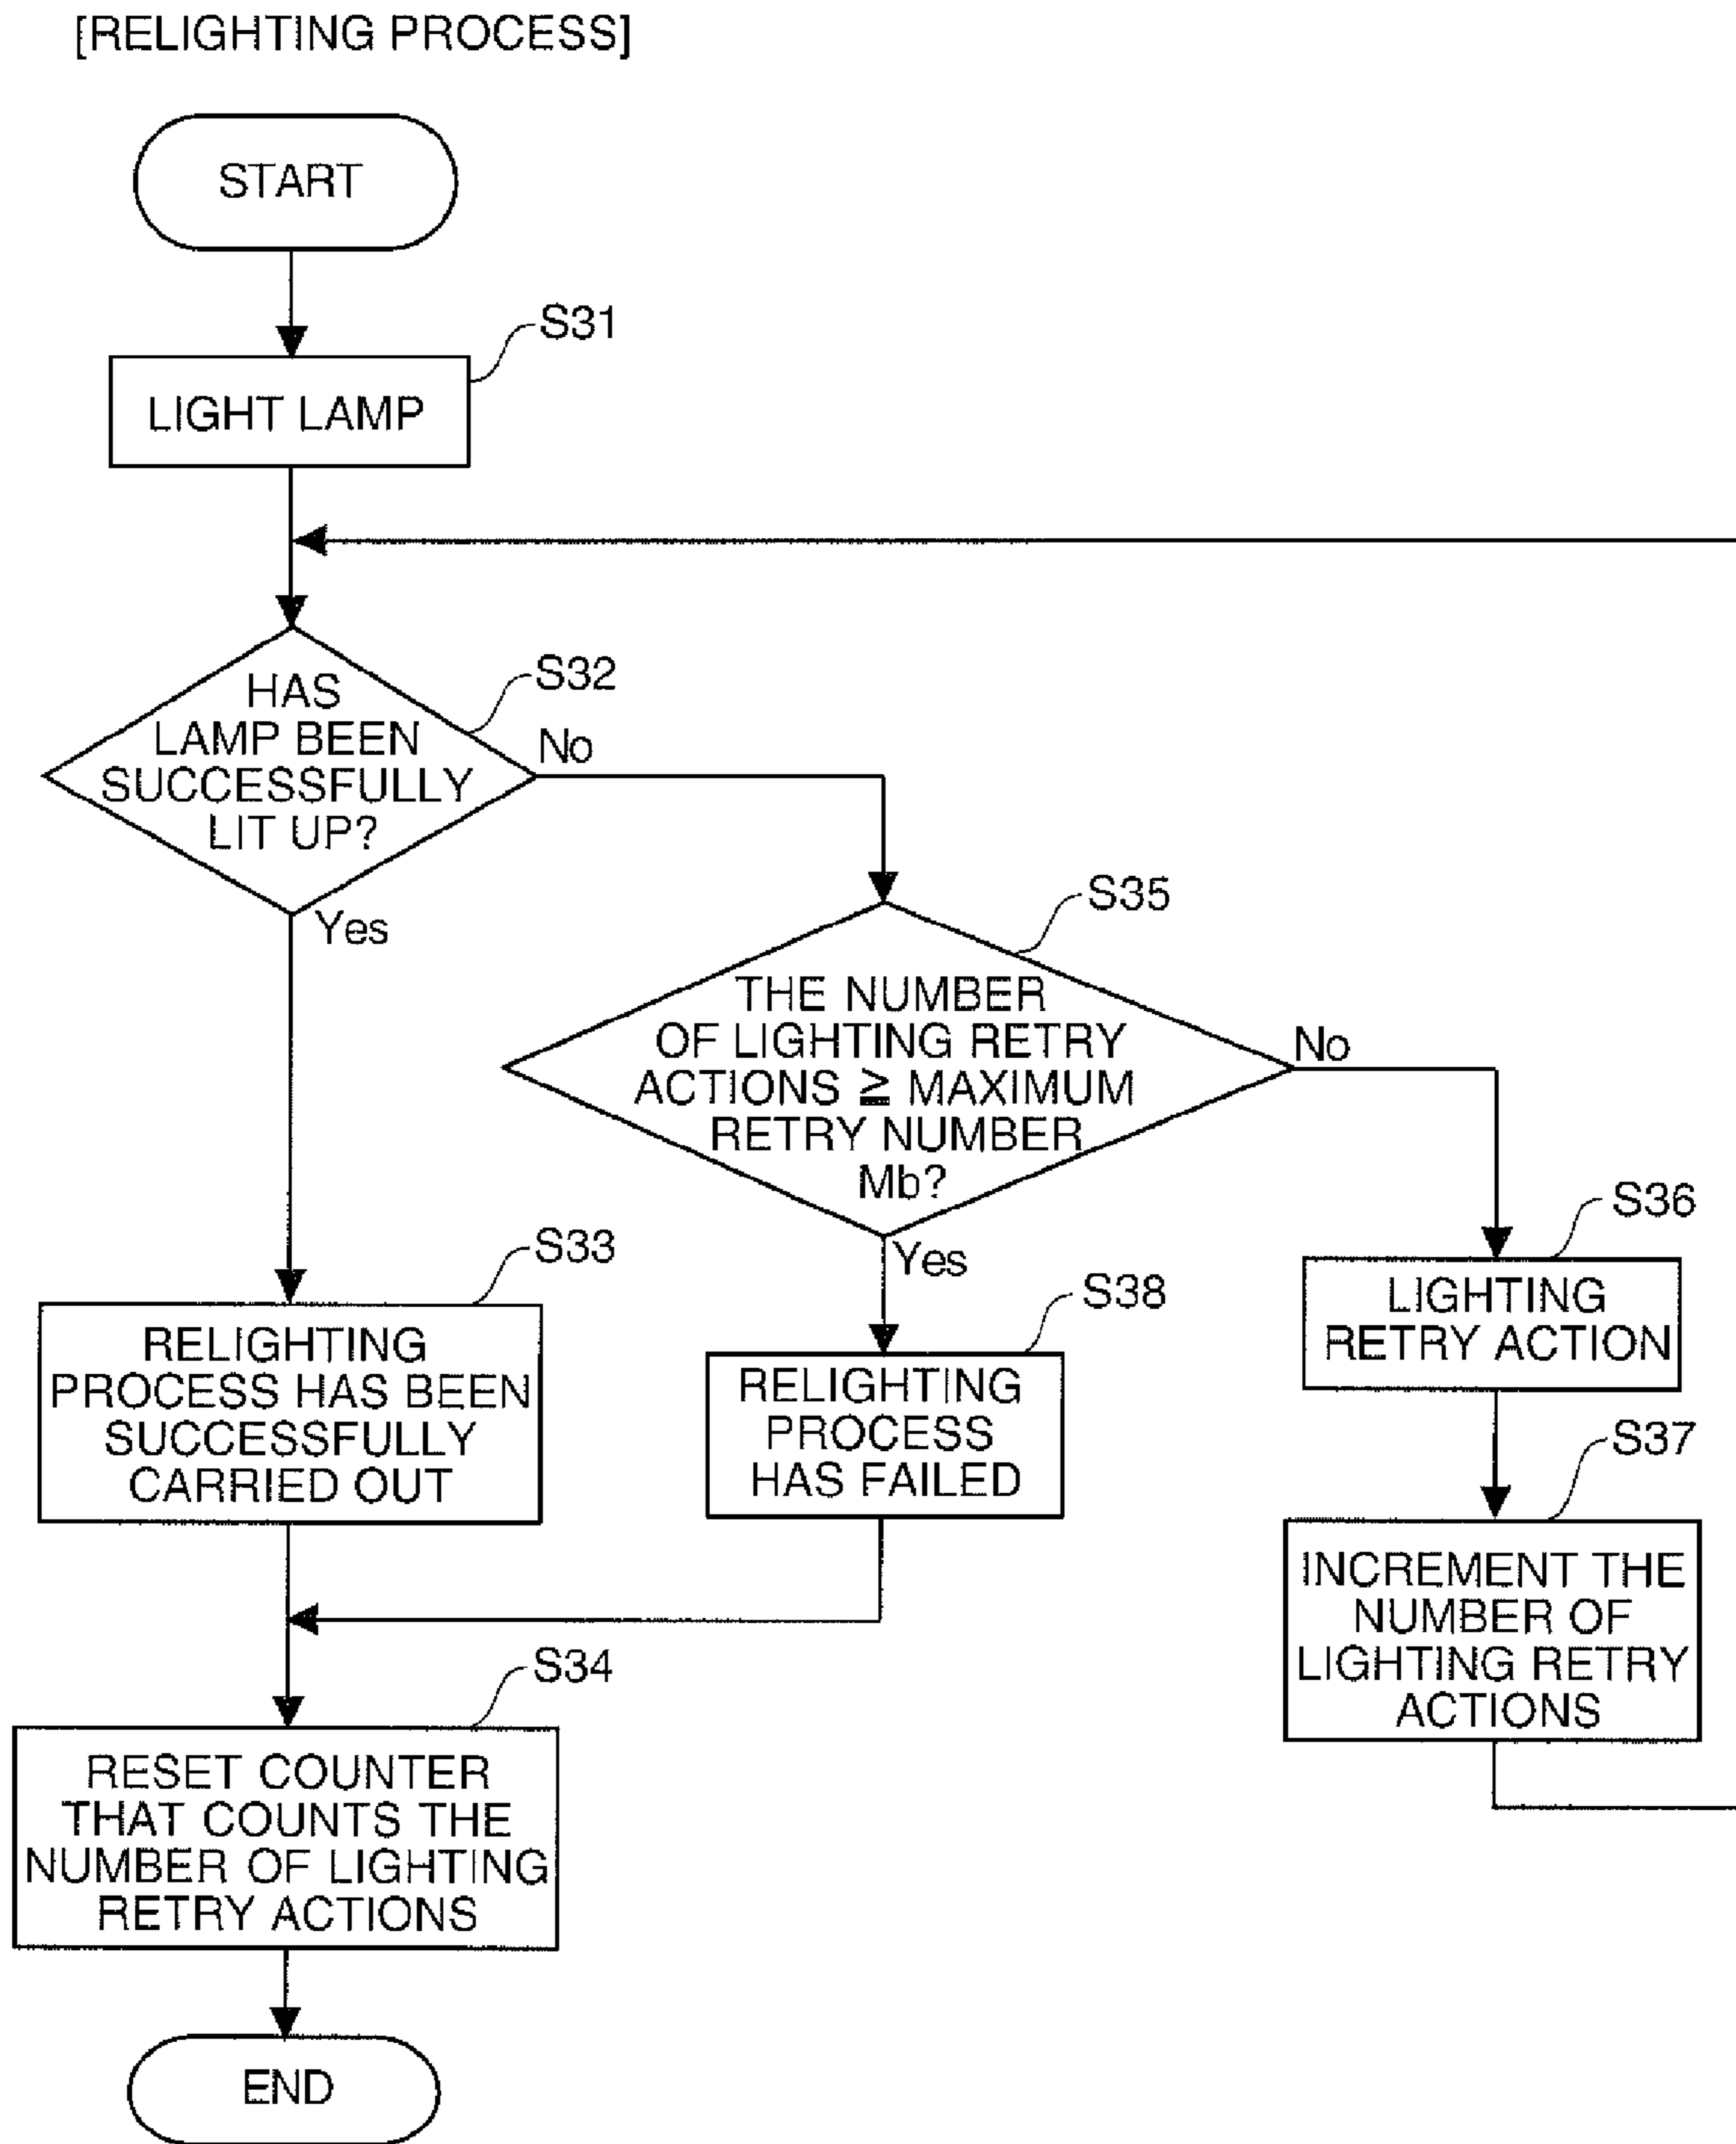 [RELIGHTING PROCESS]
START
S31
LIGHT LAMP
S32
HAS
LAMP BEEN
SUCCESSFULLY
LIT UP?
No
Yes
S35
THE NUMBER
OF LIGHTING RETRY
ACTIONS ≧ MAXIMUM
RETRY NUMBER
Mb?
No
Yes
S36
LIGHTING
RETRY ACTION
S33
RELIGHTING
PROCESS HAS BEEN
SUCCESSFULLY
CARRIED OUT
S38
RELIGHTING
PROCESS
HAS FAILED
S37
INCREMENT THE
NUMBER OF
LIGHTING RETRY
ACTIONS
S34
RESET COUNTER
THAT COUNTS THE
NUMBER OF LIGHTING
RETRY ACTIONS
END